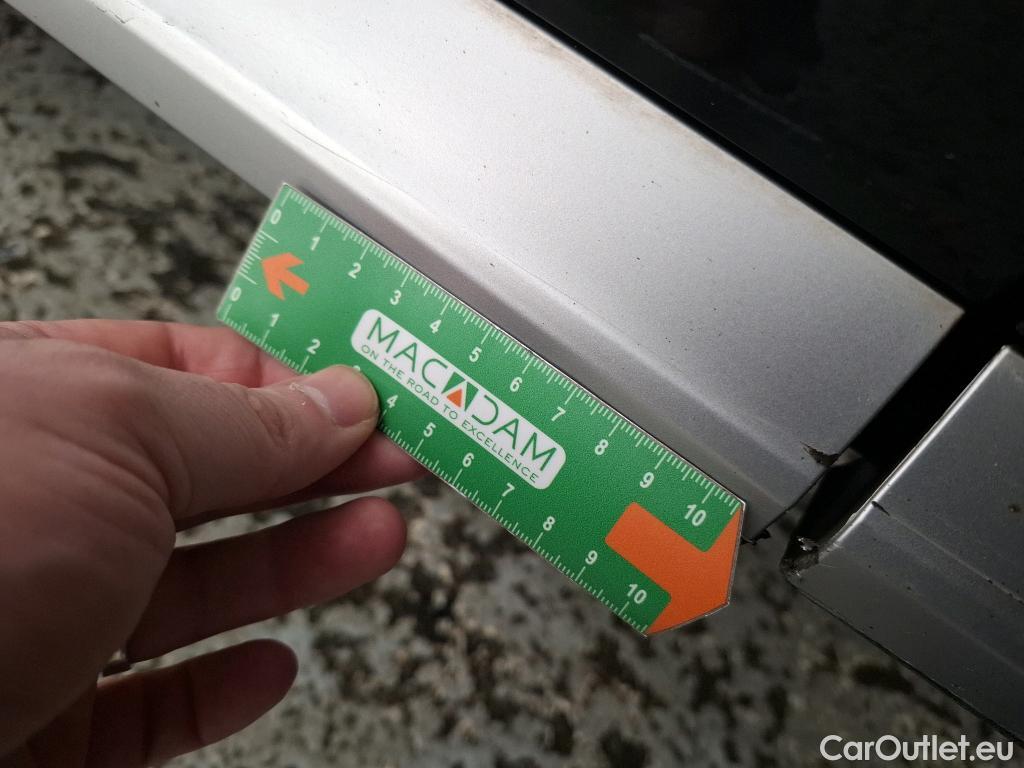 0 1 2 3 4 5 6 7 8 9 10
MACADAM
ON THE ROAD TO EXCELLENCE
0 1 2 3 4 5 6 7 8 9 10
CarOutlet.eu